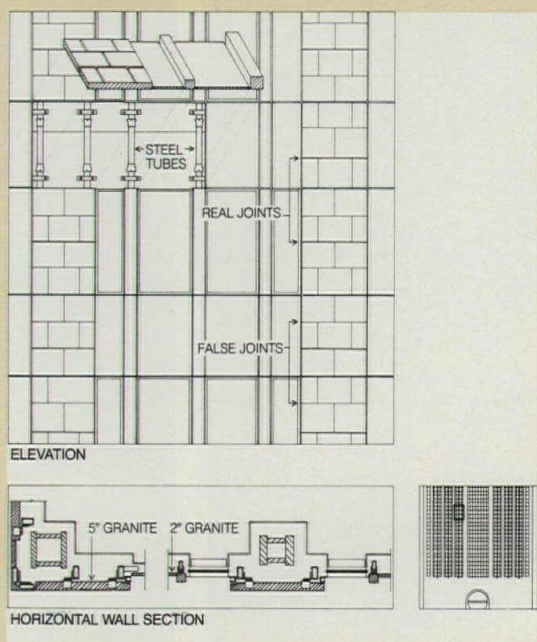 STEEL
TUBES
REAL JOINTS
FALSE JOINTS
ELEVATION
5" GRANITE
2" GRANITE
HORIZONTAL WALL SECTION